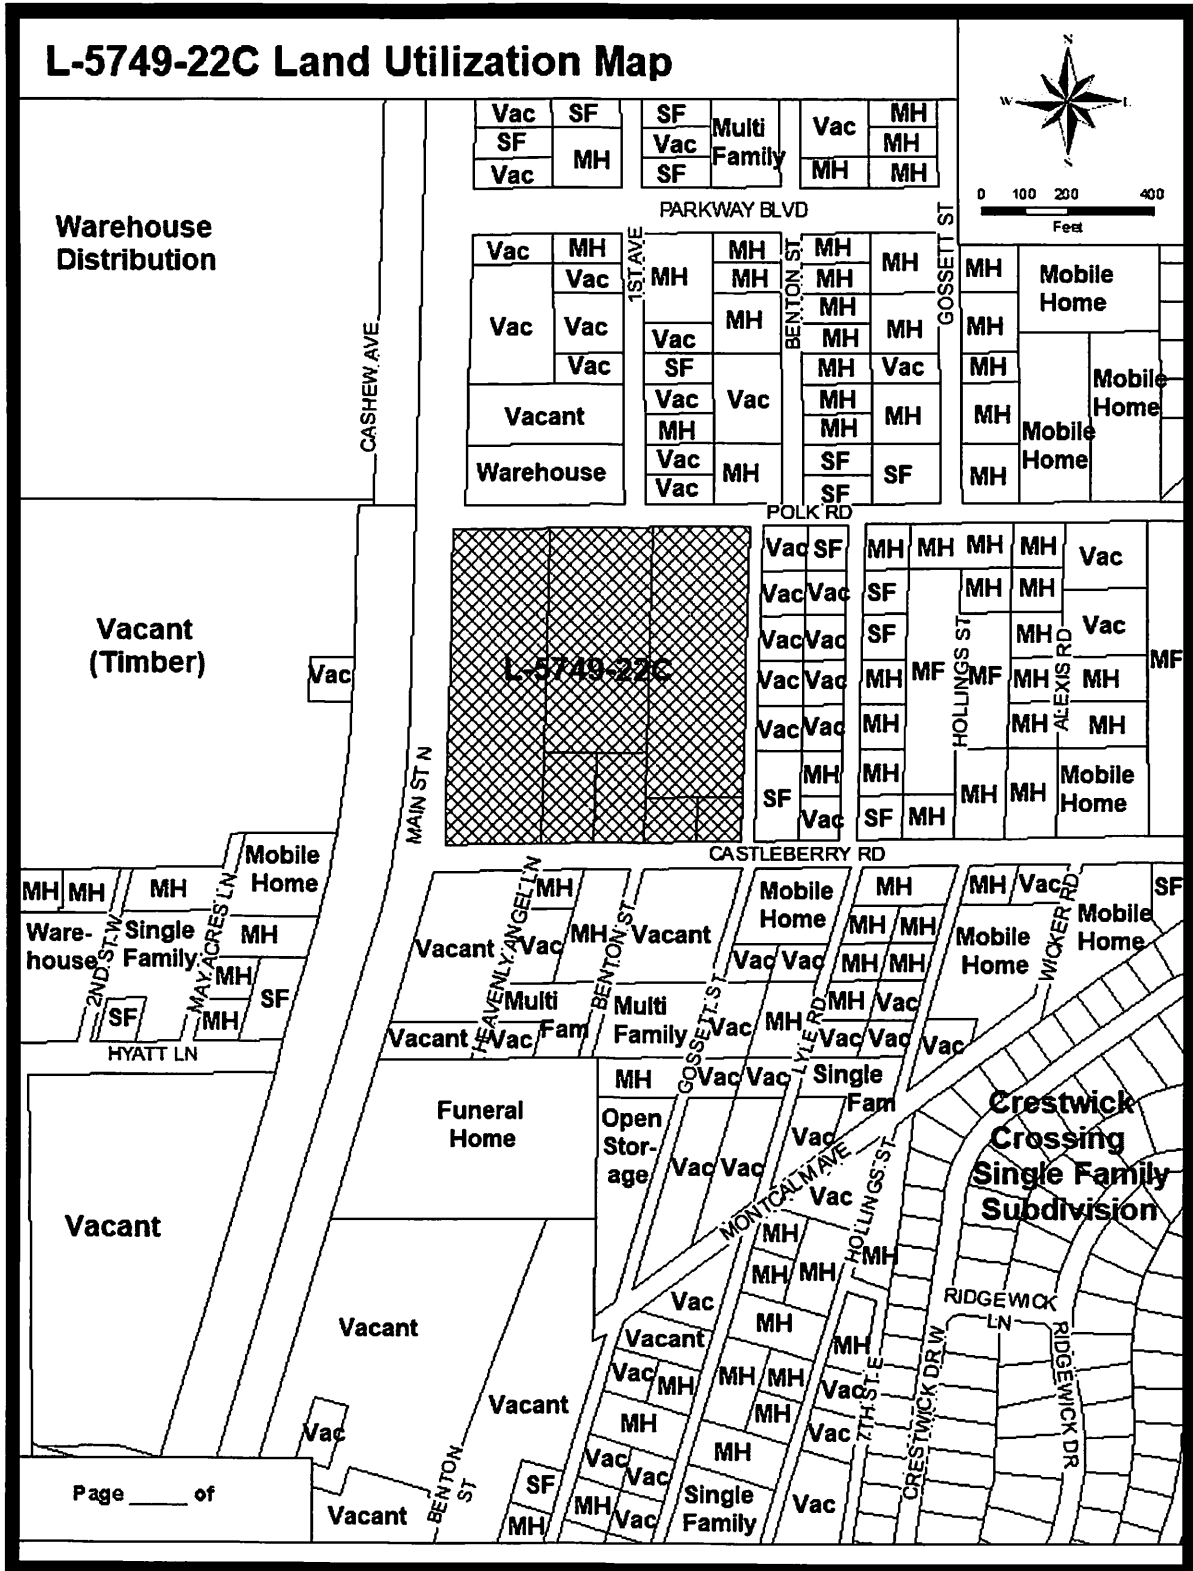 L-5749-22C Land Utilization Map
N
W
S
0 100 200 400
Feet
Vac SF SF Multi Family Vac MH
SF MH Vac MH
Vac SF MH MH
Warehouse
Distribution
PARKWAY BLVD
CASHEW AVE
1ST AVE
BENTON ST
GOSSETT ST
Vac MH MH MH MH MH MH Mobile
Home
Vac MH MH
Vac Vac MH MH MH MH
Vac MH
Vac SF MH Vac MH Mobile
Home
Vacant Vac Vac MH MH MH Mobile
Home
MH MH
Warehouse Vac MH SF SF MH
Vac SF
POLK RD
Vacant
(Timber)
Vac
L-5749-22C
MAIN ST N
Vac SF MH MH MH MH Vac
Vac Vac SF MH MH
Vac Vac SF MH Vac
HOLLINGS ST
ALEXIS RD
Vac Vac MH MF MF MH MH MF
Vac Vac MH MH MH
SF MH MH MH MH Mobile
Home
Vac SF MH
CASTLEBERRY RD
Mobile
Home
MH MH MH
Ware-
house
Single
Family
MH
MH SF
SF MH
2ND ST W
MAY ACRES LN
HYATT LN
HEAVENLY ANGEL LN
BENTON ST
GOSSETT ST
LYLE RD
WICKER RD
MH Mobile
Home
MH MH Vac SF
Vacant Vac MH Vacant MH MH Mobile
Home
Mobile
Home
Vac Vac MH MH
Multi
Fam
Multi
Family
Vac MH MH Vac
Vacant Vac Vac Vac Vac
MH Vac Vac Single
Fam
Funeral
Home
Open
Stor-
age
Vac
Vac Vac Vac
MONTCALM AVE
HOLLINGS ST
Crestwick
Crossing
Single Family
Subdivision
Vacant
MH
MH MH MH
Vac MH
RIDGEWICK
LN
RIDGEWICK DR
CRESTWICK DR W
7TH ST E
Vacant
Vacant MH
Vac MH MH MH Vac
Vacant
MH MH Vac
Vac
Vac Vac MH
BENTON
ST
SF
MH MH Vac Single
Family
Vac
Vacant
Page _____ of